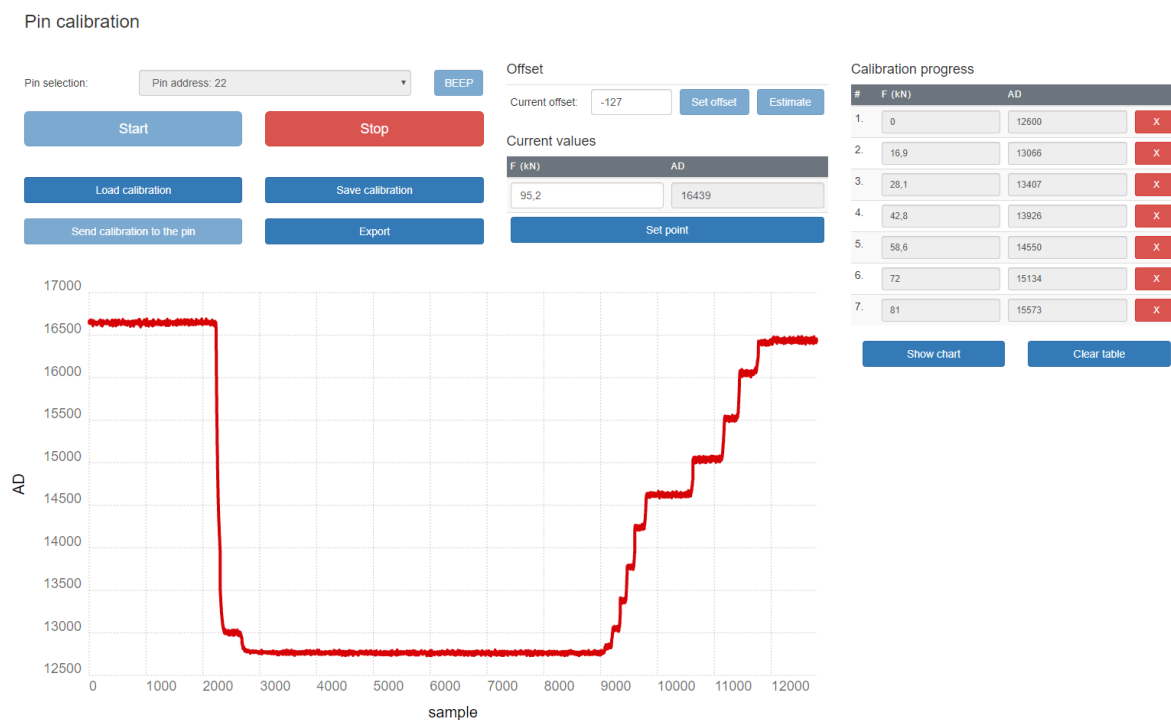 Pin calibration
Pin selection:
Pin address: 22
BEEP
Start
Stop
Load calibration
Save calibration
Send calibration to the pin
Export
Offset
Current offset:
-127
Set offset
Estimate
Current values
F (kN) AD
95,2 16439
Set point
Calibration progress
# F (kN) AD
1. 0 12600 X
2. 16,9 13066 X
3. 28,1 13407 X
4. 42,8 13926 X
5. 58,6 14550 X
6. 72 15134 X
7. 81 15573 X
Show chart
Clear table
17000
16500
16000
15500
15000
14500
14000
13500
13000
12500
AD
0 1000 2000 3000 4000 5000 6000 7000 8000 9000 10000 11000 12000
sample